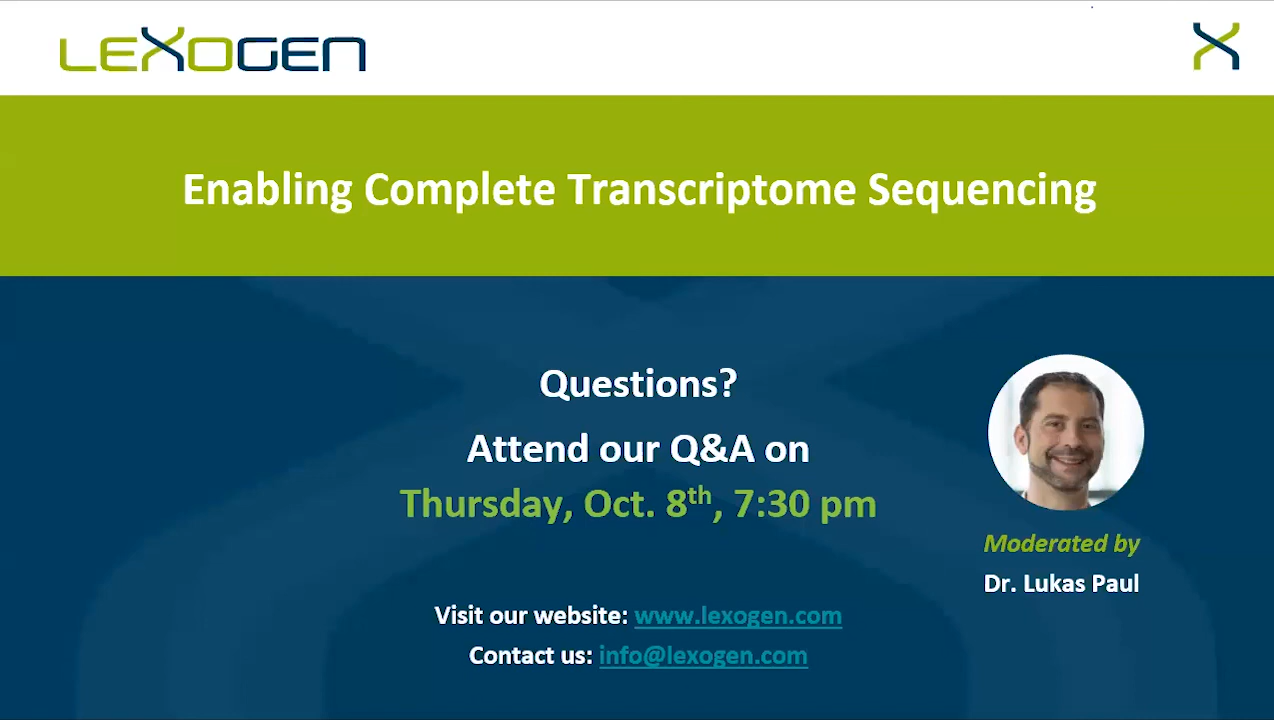 LEXOGEN
Enabling Complete Transcriptome Sequencing
Questions?
Attend our Q&A on
Thursday, Oct. 8th, 7:30 pm
Moderated by
Dr. Lukas Paul
Visit our website: www.lexogen.com
Contact us: info@lexogen.com